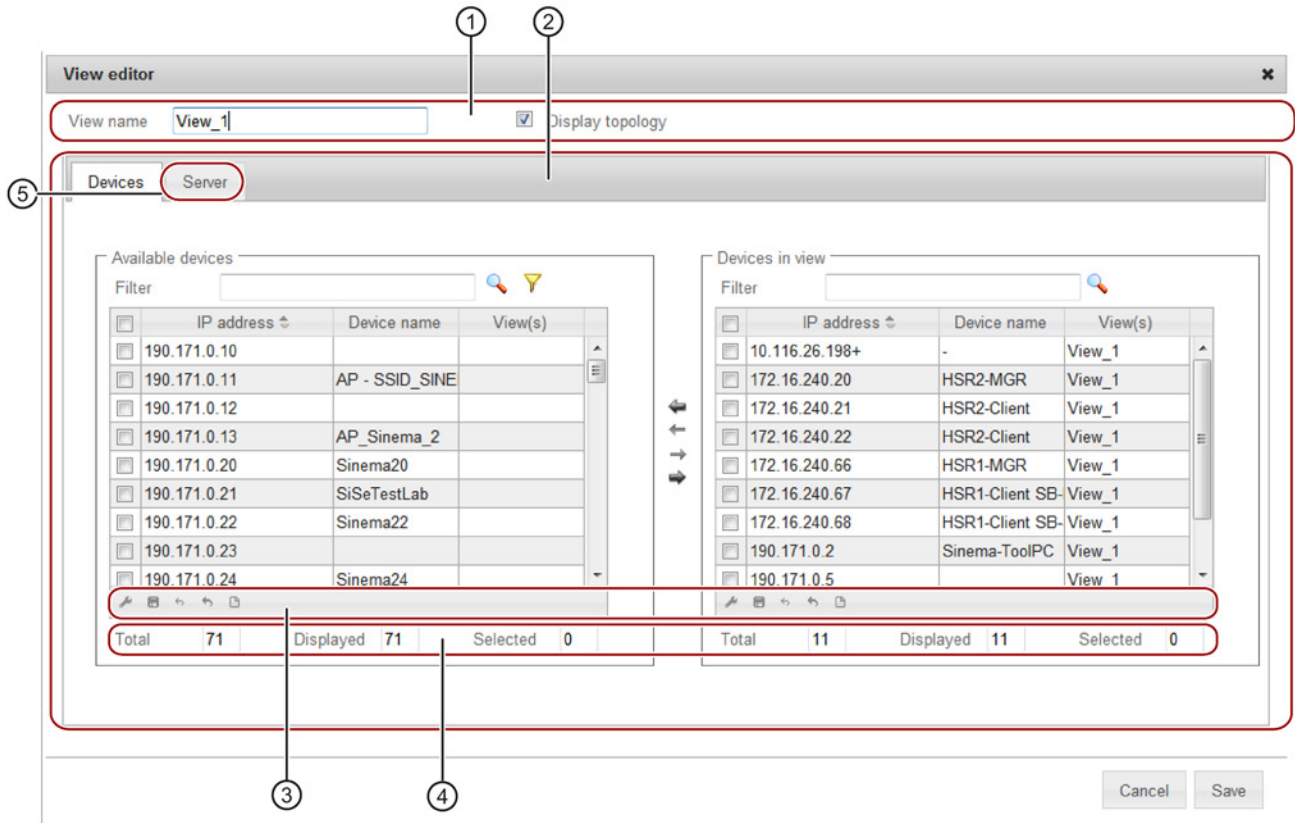 ① ②
View editor
View name View_1 Display topology
⑤
Devices Server
Available devices
Filter
IP address Device name View(s)
190.171.0.10
190.171.0.11 AP - SSID_SINE
190.171.0.12
190.171.0.13 AP_Sinema_2
190.171.0.20 Sinema20
190.171.0.21 SiSeTestLab
190.171.0.22 Sinema22
190.171.0.23
190.171.0.24 Sinema24
Total 71 Displayed 71 Selected 0
Devices in view
Filter
IP address Device name View(s)
10.116.26.198+ - View_1
172.16.240.20 HSR2-MGR View_1
172.16.240.21 HSR2-Client View_1
172.16.240.22 HSR2-Client View_1
172.16.240.66 HSR1-MGR View_1
172.16.240.67 HSR1-Client SB- View_1
172.16.240.68 HSR1-Client SB- View_1
190.171.0.2 Sinema-ToolPC View_1
190.171.0.5 View_1
Total 11 Displayed 11 Selected 0
③ ④
Cancel Save